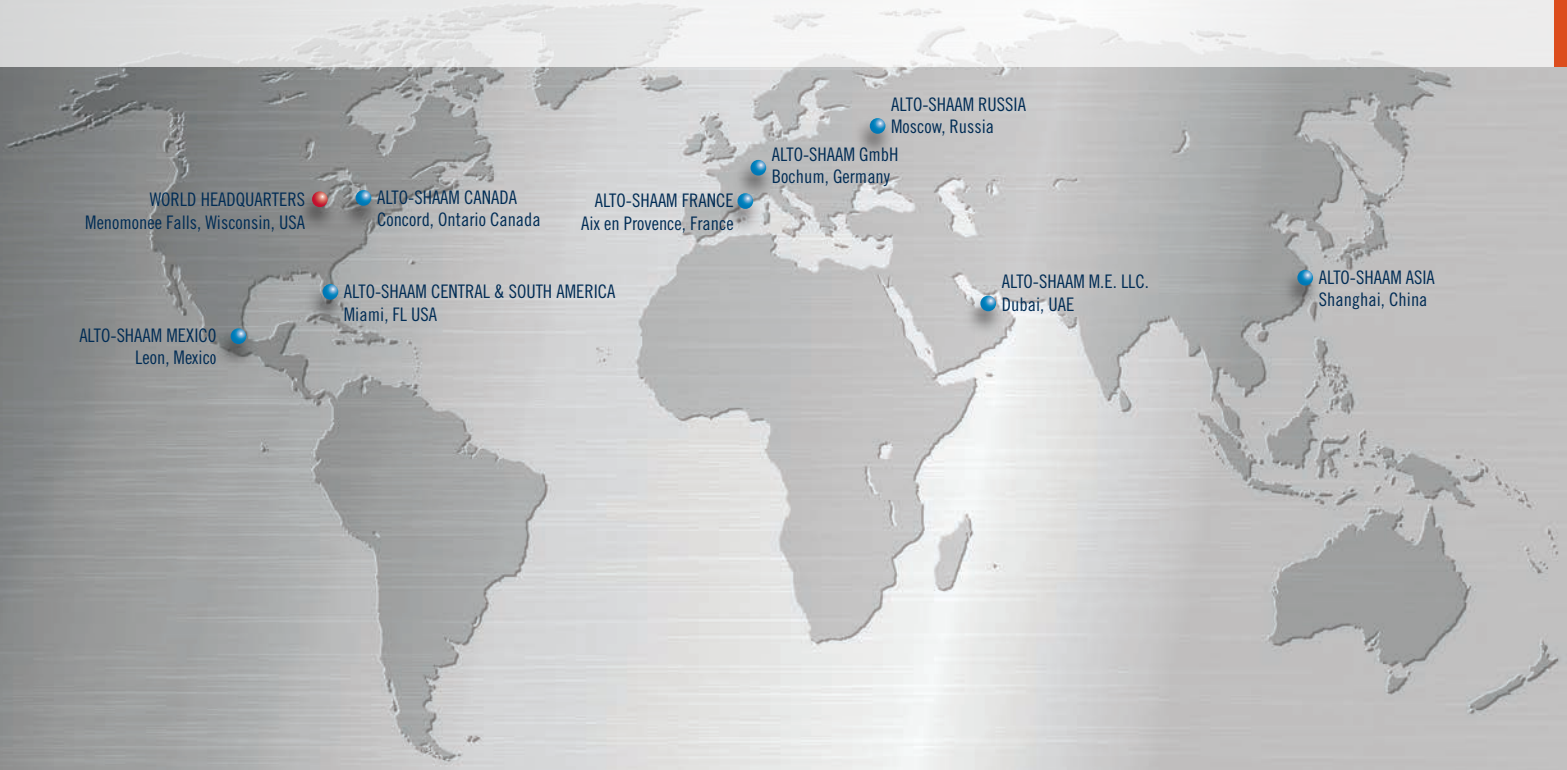 ALTO-SHAAM RUSSIA
Moscow, Russia
ALTO-SHAAM GmbH
Bochum, Germany
WORLD HEADQUARTERS
Menomonee Falls, Wisconsin, USA
ALTO-SHAAM CANADA
Concord, Ontario Canada
ALTO-SHAAM FRANCE
Aix en Provence, France
ALTO-SHAAM CENTRAL & SOUTH AMERICA
Miami, FL USA
ALTO-SHAAM M.E. LLC.
Dubai, UAE
ALTO-SHAAM ASIA
Shanghai, China
ALTO-SHAAM MEXICO
Leon, Mexico